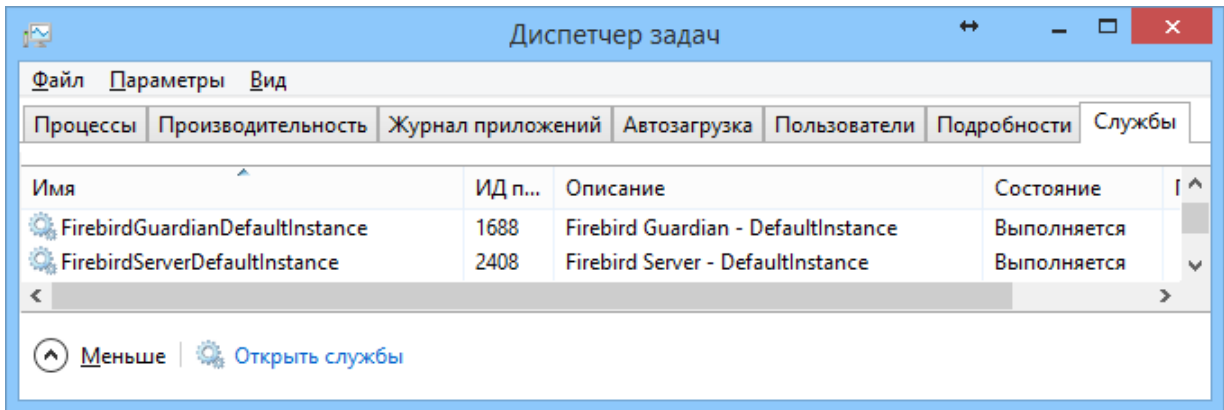 Диспетчер задач
Файл Параметры Вид
Процессы Производительность Журнал приложений Автозагрузка Пользователи Подробности Службы
Имя ИД п... Описание Состояние
FirebirdGuardianDefaultInstance 1688 Firebird Guardian - DefaultInstance Выполняется
FirebirdServerDefaultInstance 2408 Firebird Server - DefaultInstance Выполняется
Меньше Открыть службы